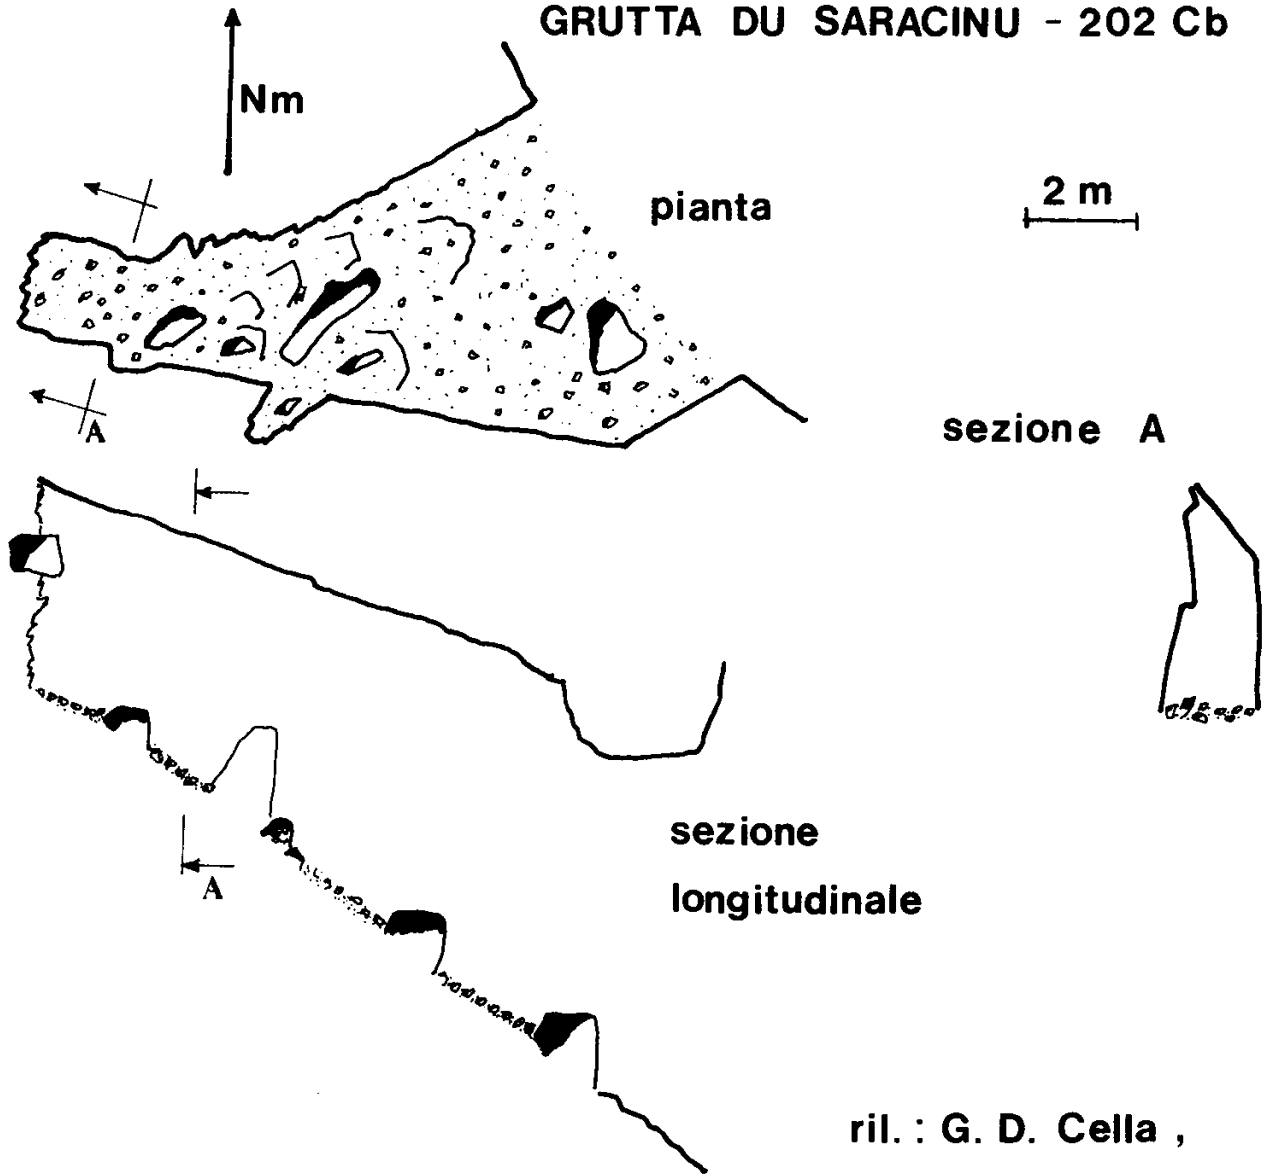 GRUTTA DU SARACINU - 202 Cb
Nm
pianta
2 m
A
sezione A
sezione
longitudinale
A
ril. : G. D. Cella ,